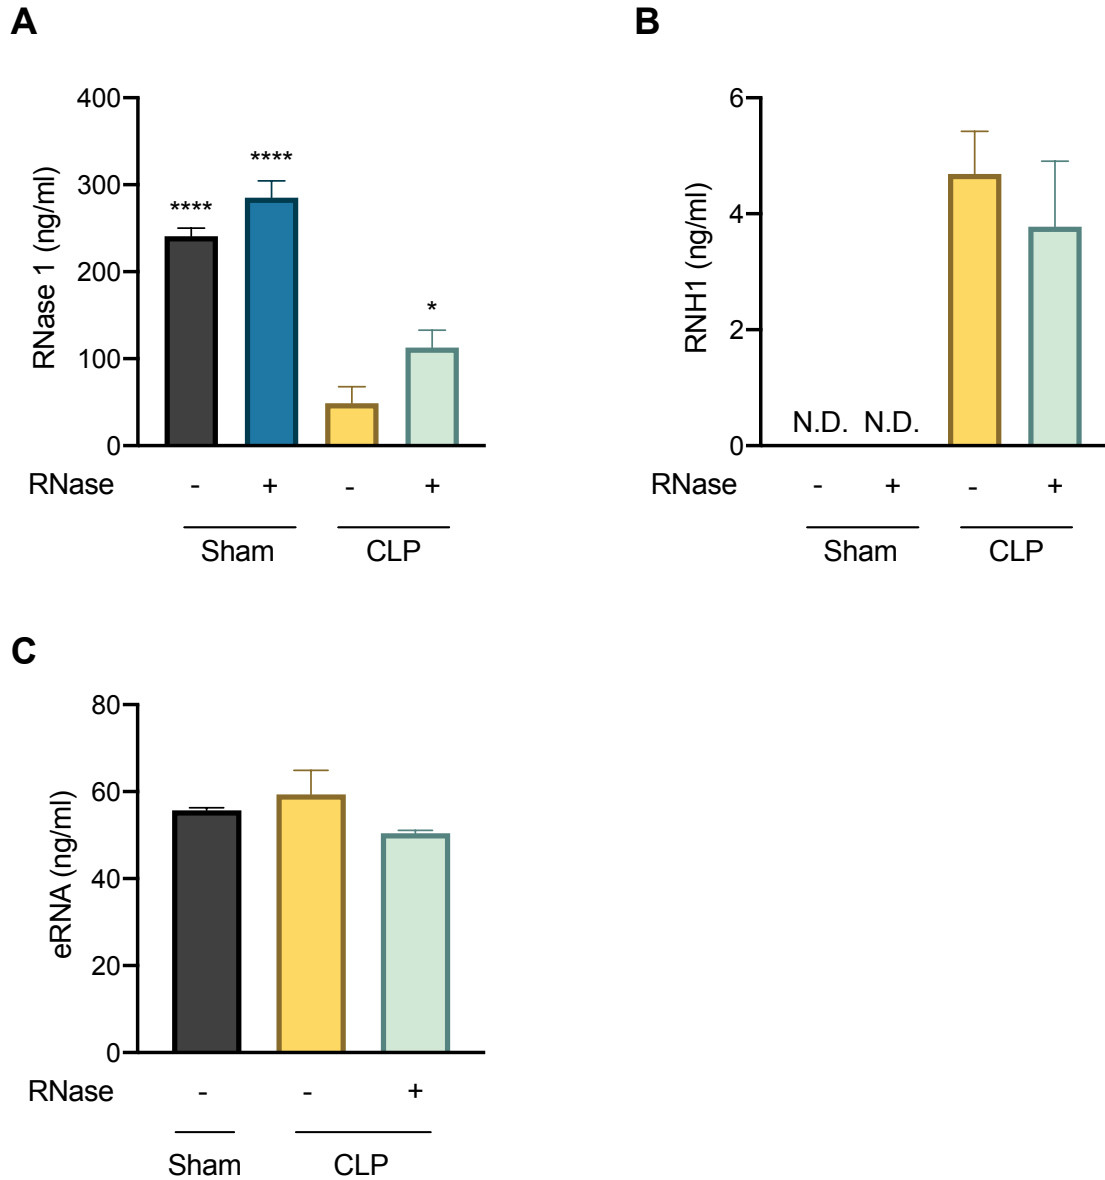 A
400
300
200
100
0
RNase 1 (ng/ml)
****
****
*
RNase - + - +
Sham CLP
B
6
4
2
0
RNH1 (ng/ml)
N.D. N.D.
RNase - + - +
Sham CLP
C
80
60
40
20
0
eRNA (ng/ml)
RNase - - +
Sham CLP